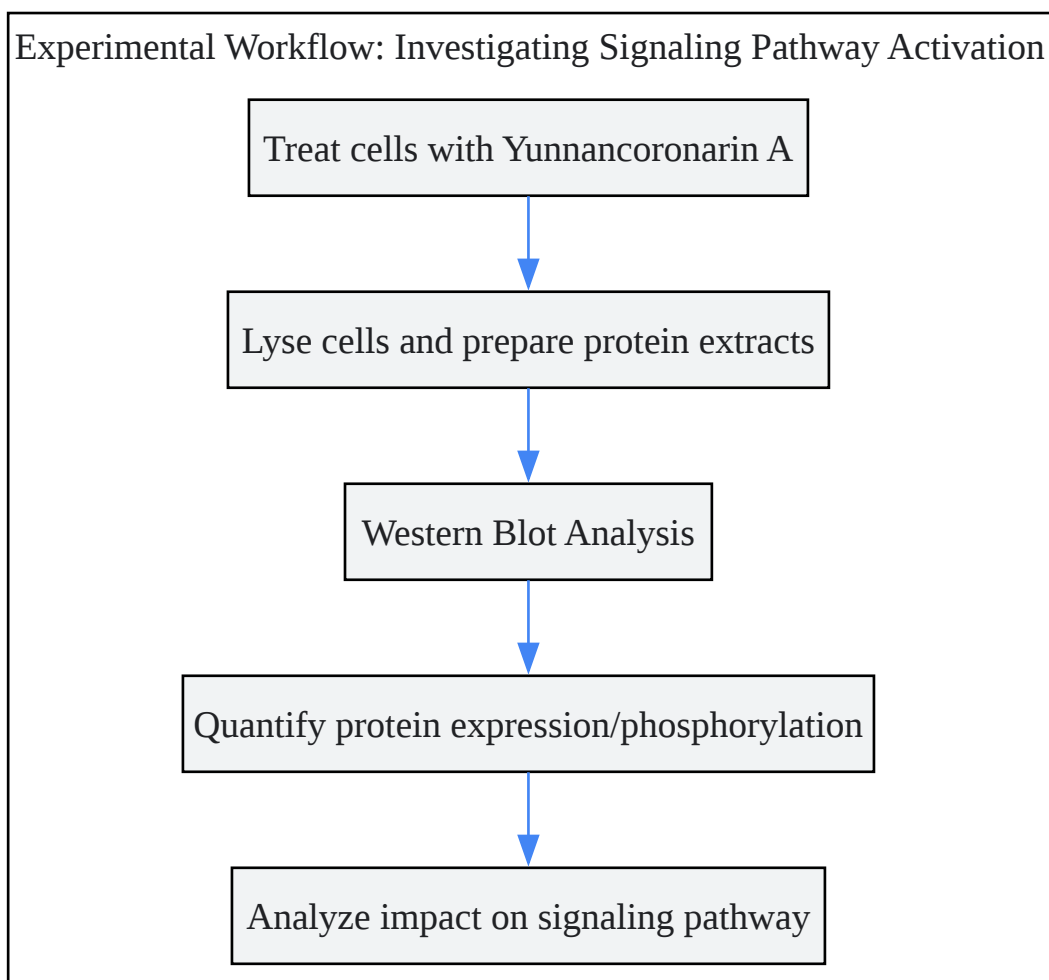 Experimental Workflow: Investigating Signaling Pathway Activation
Treat cells with Yunnancoronarin A
Lyse cells and prepare protein extracts
Western Blot Analysis
Quantify protein expression/phosphorylation
Analyze impact on signaling pathway